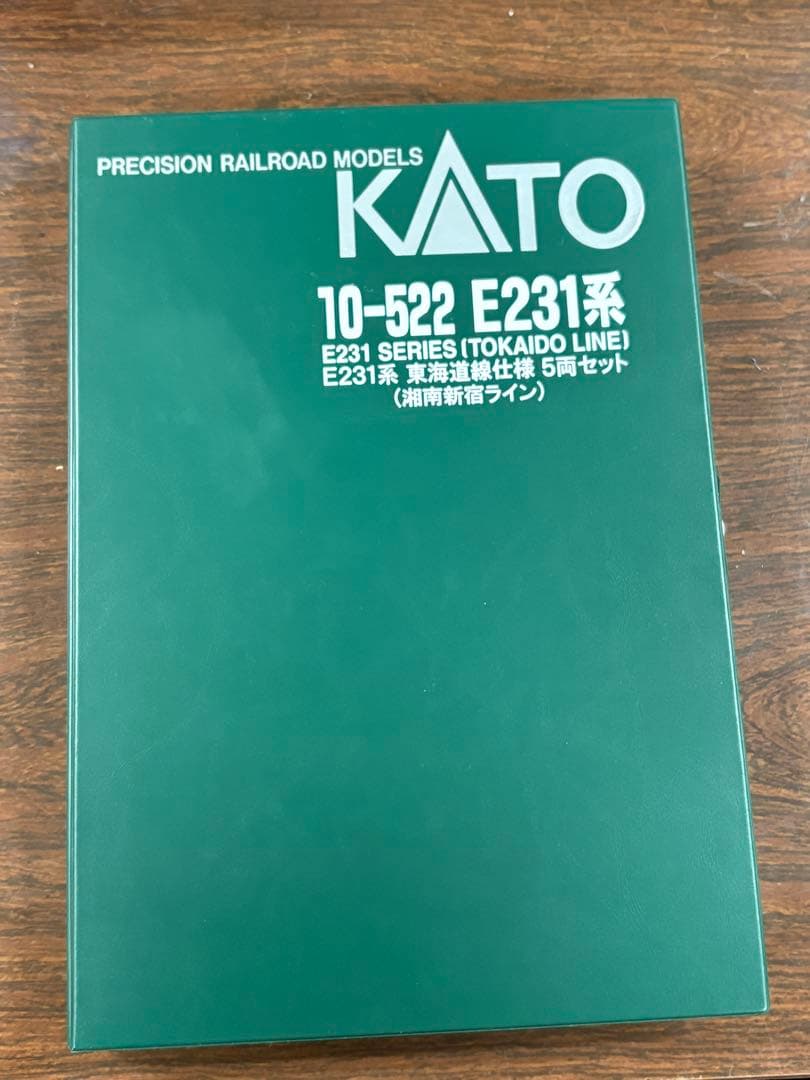 PRECISION RAILROAD MODELS
KATO
10-522 E231系
E231 SERIES (TOKAIDO LINE)
E231系 東海道線仕様 5両セット
(湘南新宿ライン)